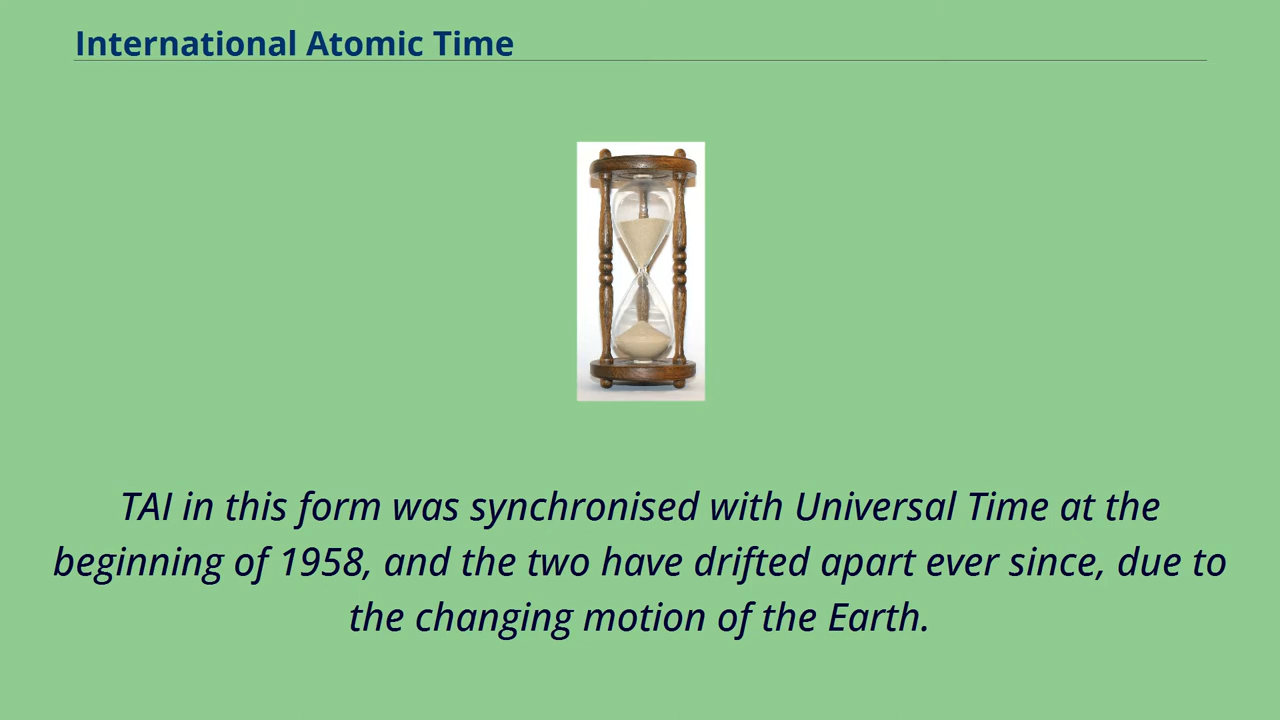 International Atomic Time
TAI in this form was synchronised with Universal Time at the
beginning of 1958, and the two have drifted apart ever since, due to
the changing motion of the Earth.